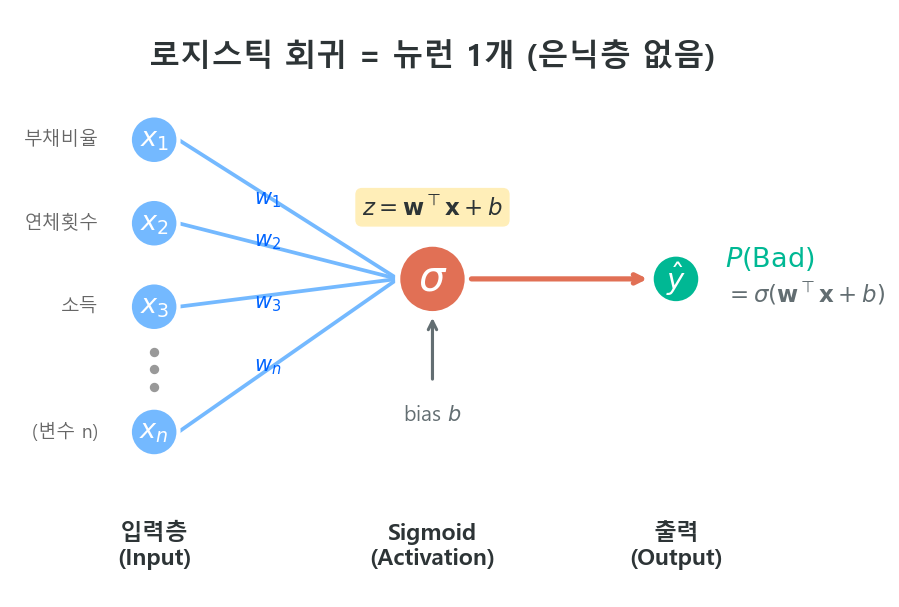 로지스틱 회귀 = 뉴런 1개 (은닉층 없음)
부채비율
x₁
w₁
연체횟수
x₂
w₂
소득
x₃
w₃
(변수 n)
xₙ
wₙ
z = w⊤x + b
σ
bias b
ŷ
P(Bad)
= σ(w⊤x + b)
입력층
(Input)
Sigmoid
(Activation)
출력
(Output)